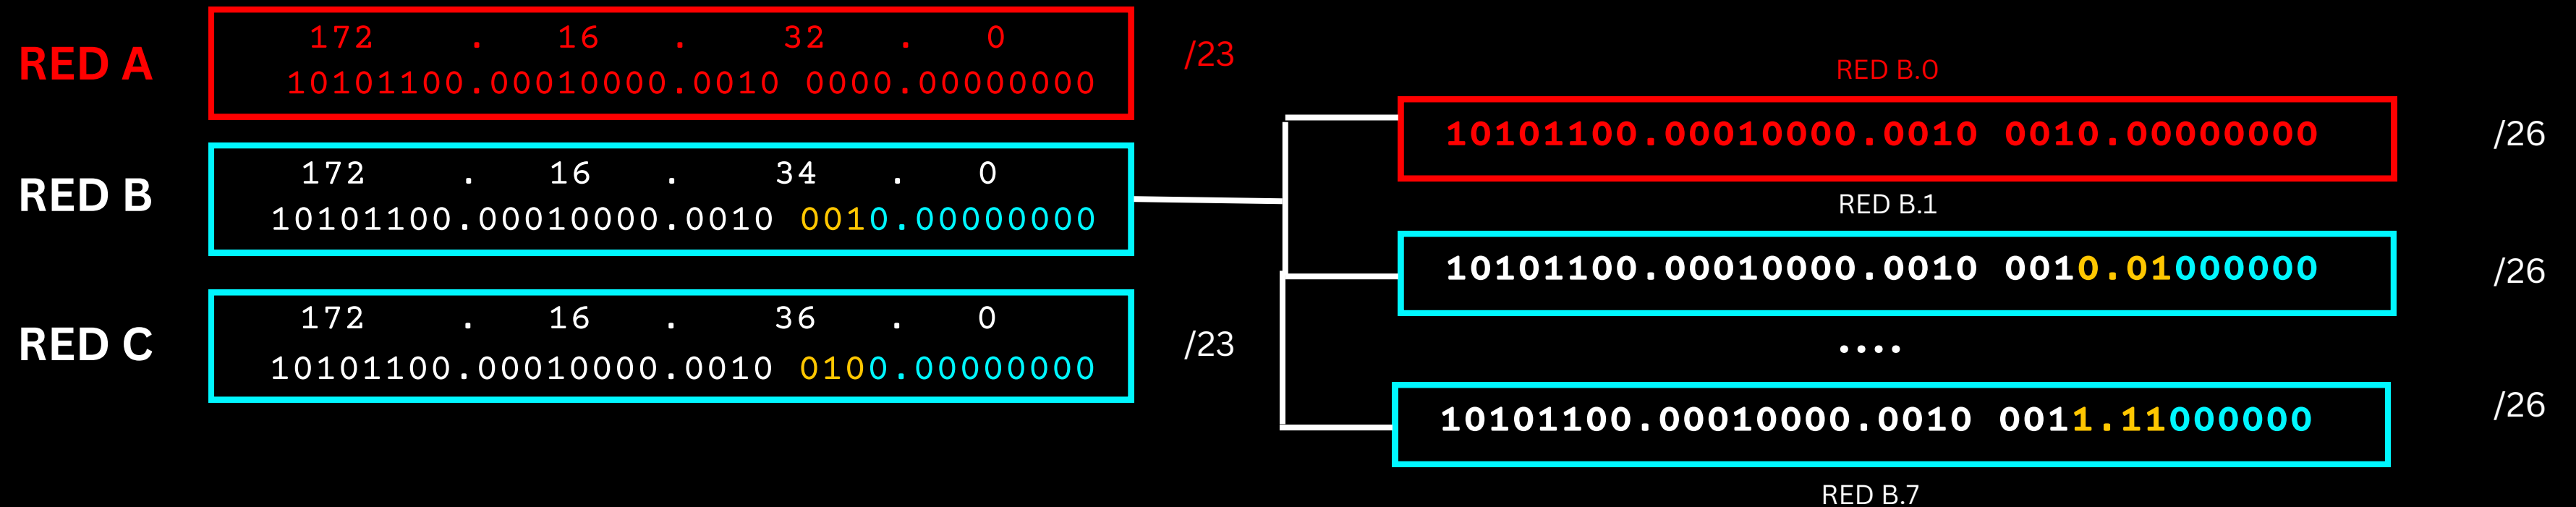 RED A
172 . 16 . 32 . 0
10101100.00010000.0010 0000.00000000
/23
RED B
172 . 16 . 34 . 0
10101100.00010000.0010 0010.00000000
RED C
172 . 16 . 36 . 0
10101100.00010000.0010 0100.00000000
/23
RED B.0
10101100.00010000.0010 0010.00000000
/26
RED B.1
10101100.00010000.0010 0010.01000000
/26
....
10101100.00010000.0010 0011.11000000
/26
RED B.7